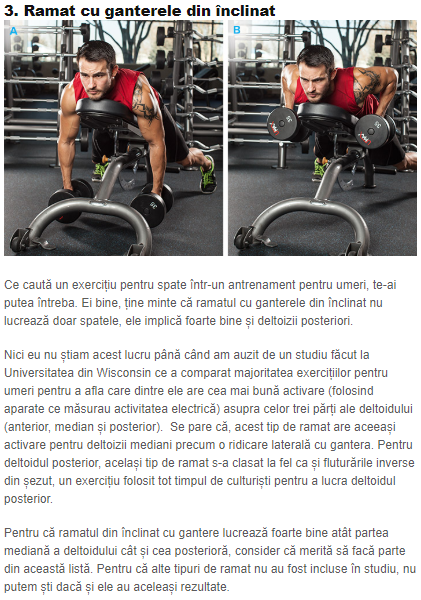 3. Ramat cu ganterele din înclinat
A
B
Ce caută un exercițiu pentru spate într-un antrenament pentru umeri, te-ai
putea întreba. Ei bine, ține minte că ramatul cu ganterele din înclinat nu
lucrează doar spatele, ele implică foarte bine și deltoizii posteriori.
Nici eu nu știam acest lucru până când am auzit de un studiu făcut la
Universitatea din Wisconsin ce a comparat majoritatea exercițiilor pentru
umeri pentru a afla care dintre ele are cea mai bună activare (folosind
aparate ce măsurau activitatea electrică) asupra celor trei părți ale deltoidului
(anterior, median și posterior).  Se pare că, acest tip de ramat are aceeași
activare pentru deltoizii mediani precum o ridicare laterală cu gantera. Pentru
deltoidul posterior, același tip de ramat s-a clasat la fel ca și fluturările inverse
din șezut, un exercițiu folosit tot timpul de culturiști pentru a lucra deltoidul
posterior.
Pentru că ramatul din înclinat cu gantere lucrează foarte bine atât partea
mediană a deltoidului cât și cea posterioră, consider că merită să facă parte
din această listă. Pentru că alte tipuri de ramat nu au fost incluse în studiu, nu
putem ști dacă și ele au aceleași rezultate.